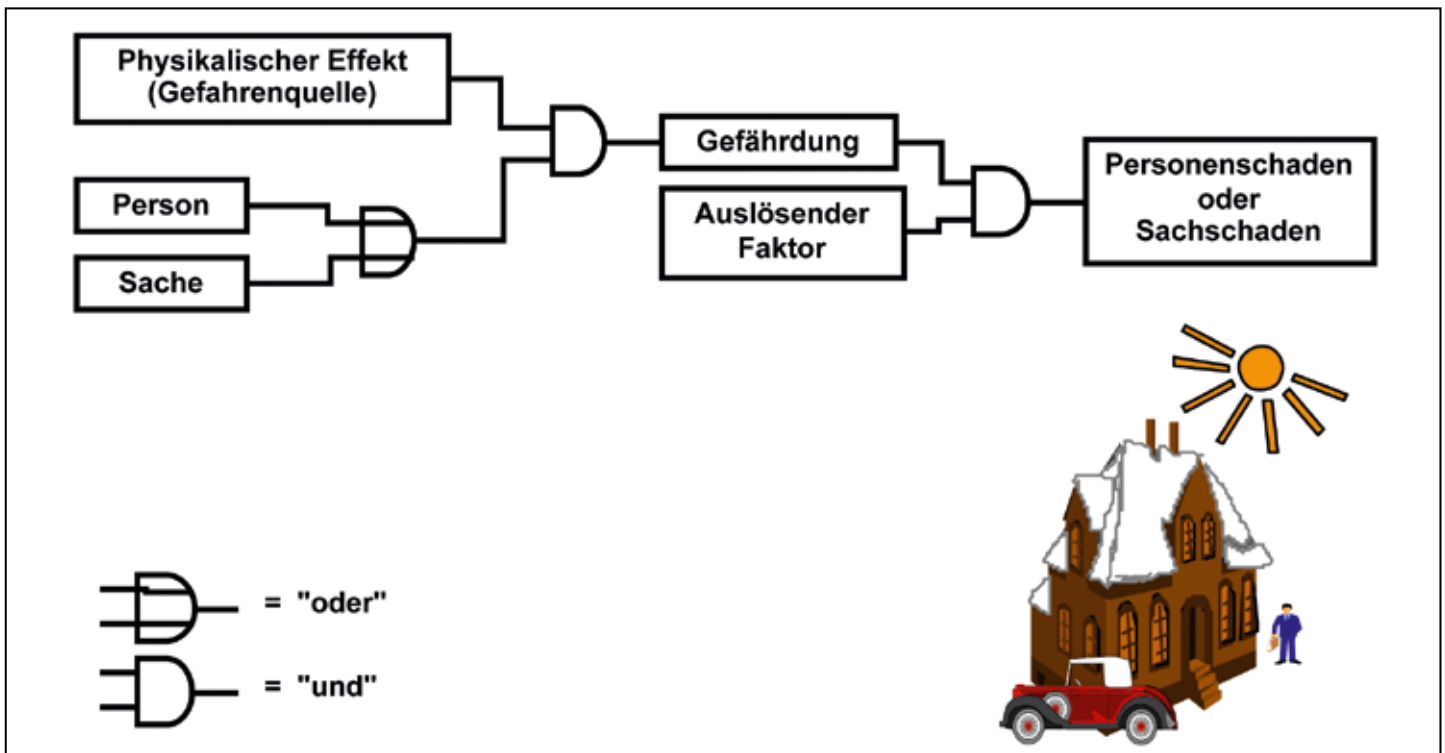 Physikalischer Effekt
(Gefahrenquelle)
Person
Sache
Gefährdung
Auslösender
Faktor
Personenschaden
oder
Sachschaden
= "oder"
= "und"